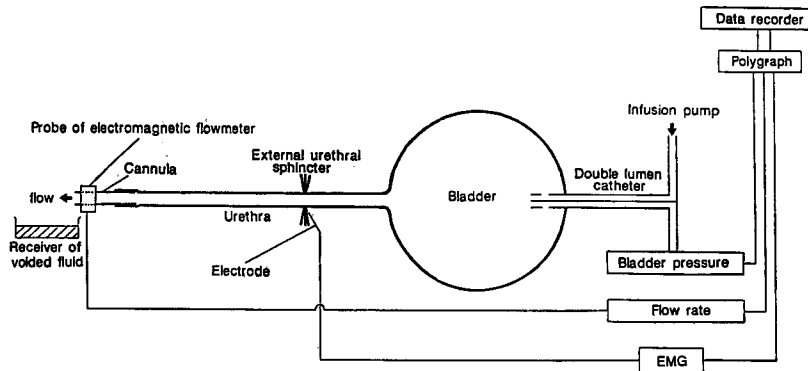 Data recorder
Polygraph
Infusion pump
Probe of electromagnetic flowmeter
Cannula
External urethral
sphincter
Double lumen
catheter
Bladder
flow
Urethra
Receiver of
voided fluid
Electrode
Bladder pressure
Flow rate
EMG